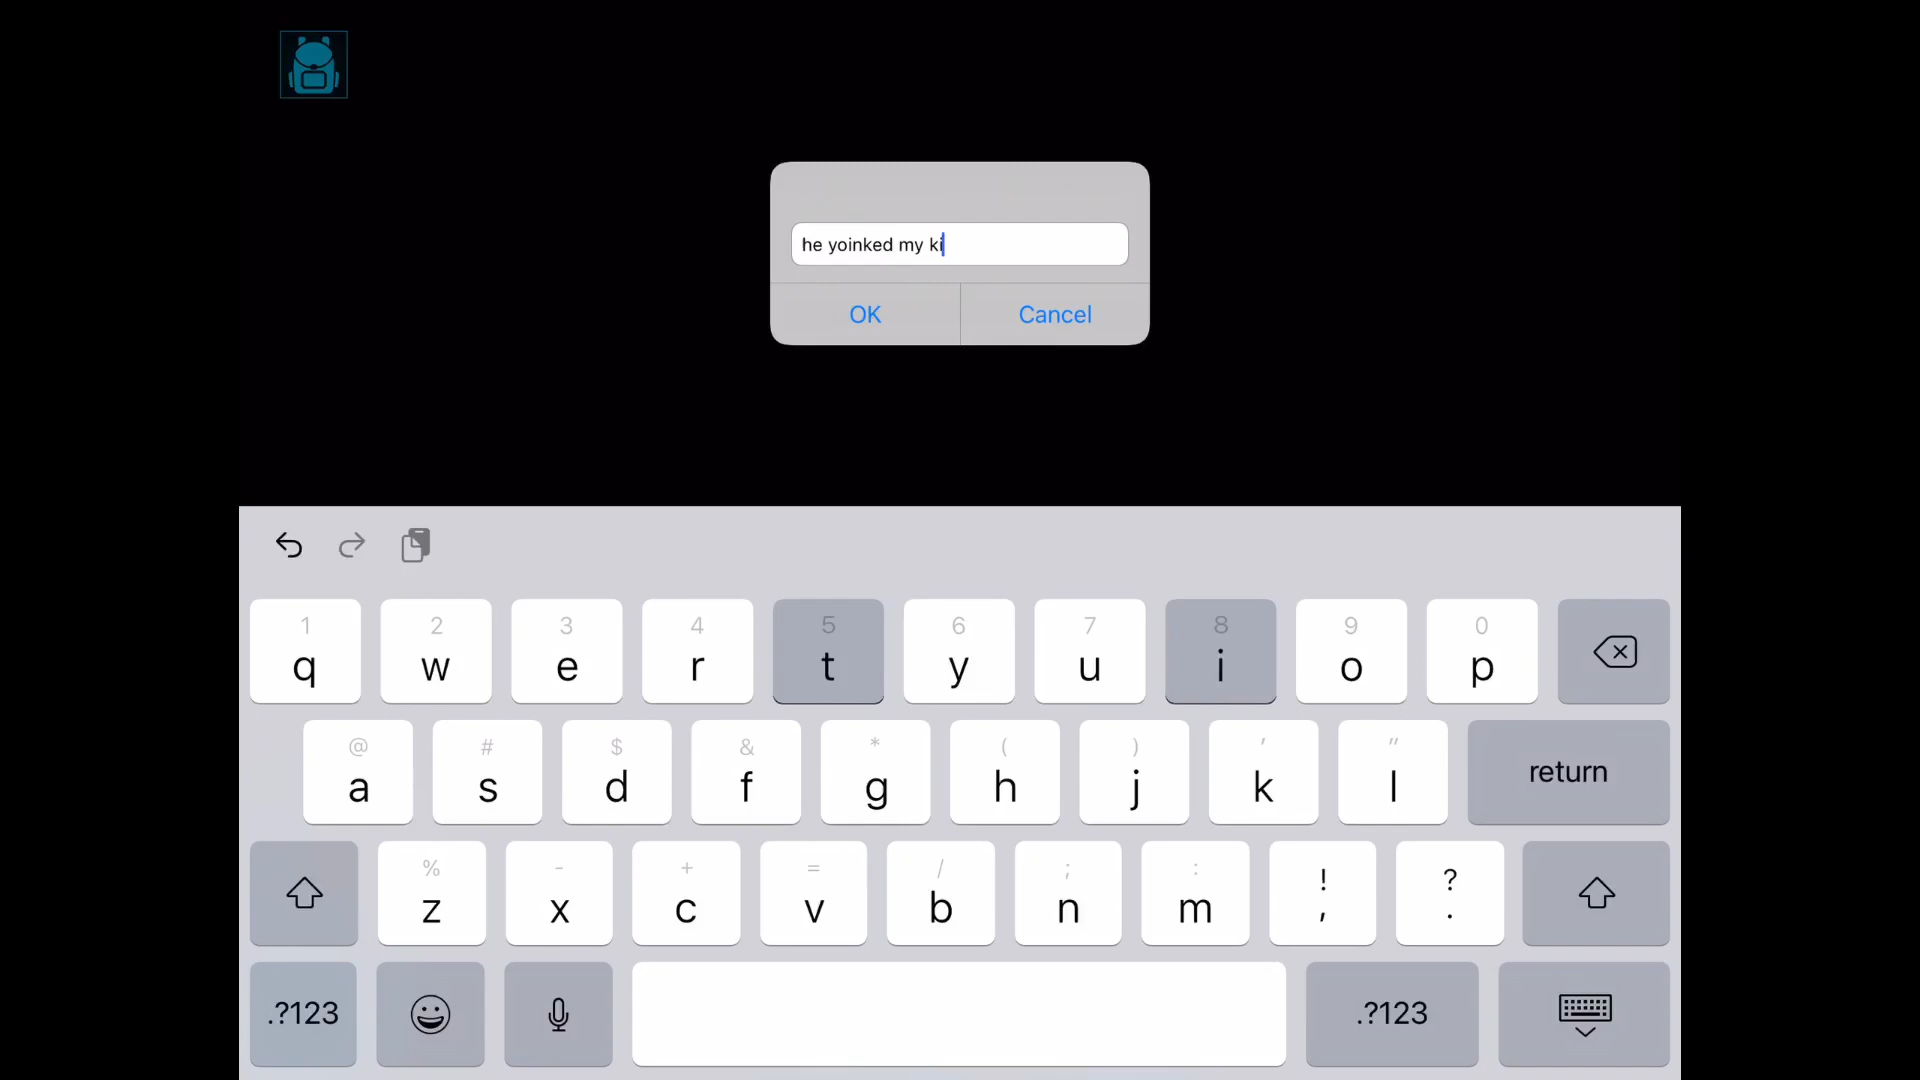 he yoinked my ki
OK Cancel
1 2 3 4 5 6 7 8 9 0
q w e r t y u i o p
@ # $ & * ( ) ' "
a s d f g h j k l return
% - + = / ; : ! ?
z x c v b n m , .
.?123 .?123